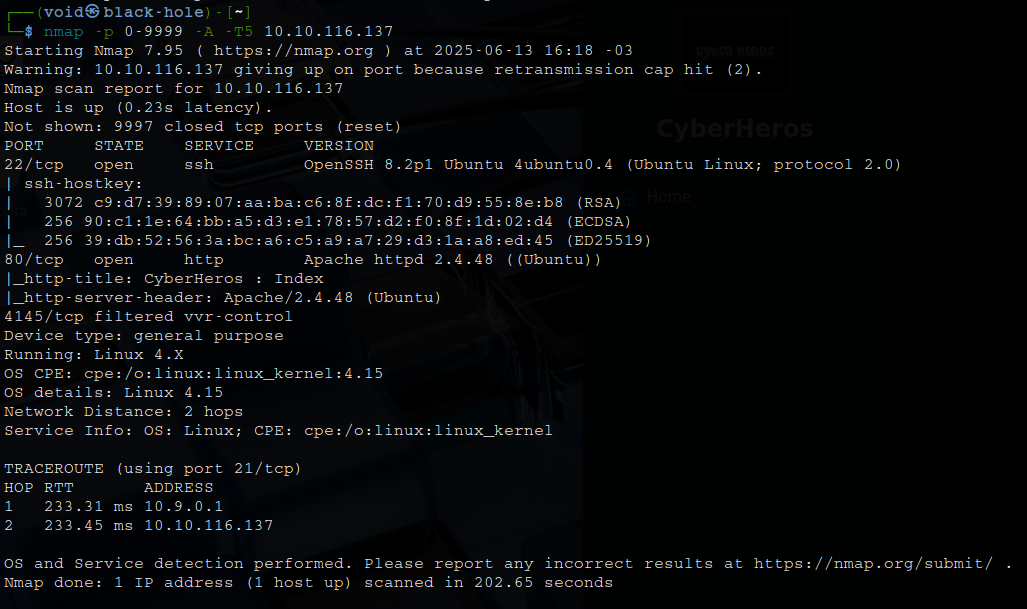 ┌──(void㉿black-hole)-[~]
└─$ nmap -p 0-9999 -A -T5 10.10.116.137
Starting Nmap 7.95 ( https://nmap.org ) at 2025-06-13 16:18 -03
Warning: 10.10.116.137 giving up on port because retransmission cap hit (2).
Nmap scan report for 10.10.116.137
Host is up (0.23s latency).
Not shown: 9997 closed tcp ports (reset)
PORT     STATE    SERVICE     VERSION
22/tcp   open     ssh         OpenSSH 8.2p1 Ubuntu 4ubuntu0.4 (Ubuntu Linux; protocol 2.0)
| ssh-hostkey:
|   3072 c9:d7:39:89:07:aa:ba:c6:8f:dc:f1:70:d9:55:8e:b8 (RSA)
|   256 90:c1:1e:64:bb:a5:d3:e1:78:57:d2:f0:8f:1d:02:d4 (ECDSA)
|_  256 39:db:52:56:3a:bc:a6:c5:a9:a7:29:d3:1a:a8:ed:45 (ED25519)
80/tcp   open     http        Apache httpd 2.4.48 ((Ubuntu))
|_http-title: CyberHeros : Index
|_http-server-header: Apache/2.4.48 (Ubuntu)
4145/tcp filtered vvr-control
Device type: general purpose
Running: Linux 4.X
OS CPE: cpe:/o:linux:linux_kernel:4.15
OS details: Linux 4.15
Network Distance: 2 hops
Service Info: OS: Linux; CPE: cpe:/o:linux:linux_kernel
TRACEROUTE (using port 21/tcp)
HOP RTT       ADDRESS
1   233.31 ms 10.9.0.1
2   233.45 ms 10.10.116.137
OS and Service detection performed. Please report any incorrect results at https://nmap.org/submit/ .
Nmap done: 1 IP address (1 host up) scanned in 202.65 seconds
CYBER HEROS
CyberHeros
Home